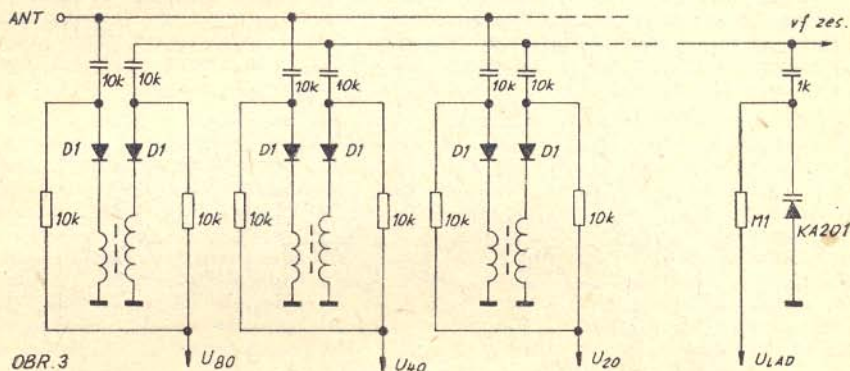 ANT
vf zes.
10k 10k 10k 10k 10k 10k 1k
D1 D1 D1 D1 D1 D1
10k 10k 10k 10k 10k 10k M1 KA201
OBR.3 U80 U40 U20 ULAD